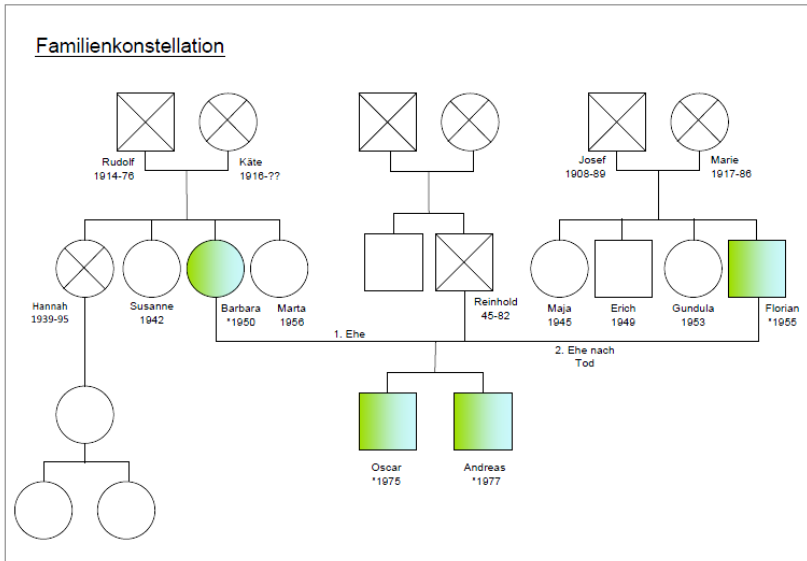 Familienkonstellation
Rudolf
1914-76
Käte
1916-??
Josef
1908-89
Marie
1917-86
Hannah
1939-95
Susanne
1942
Barbara
*1950
Marta
1956
Reinhold
45-82
Maja
1945
Erich
1949
Gundula
1953
Florian
*1955
1. Ehe
2. Ehe nach
Tod
Oscar
*1975
Andreas
*1977